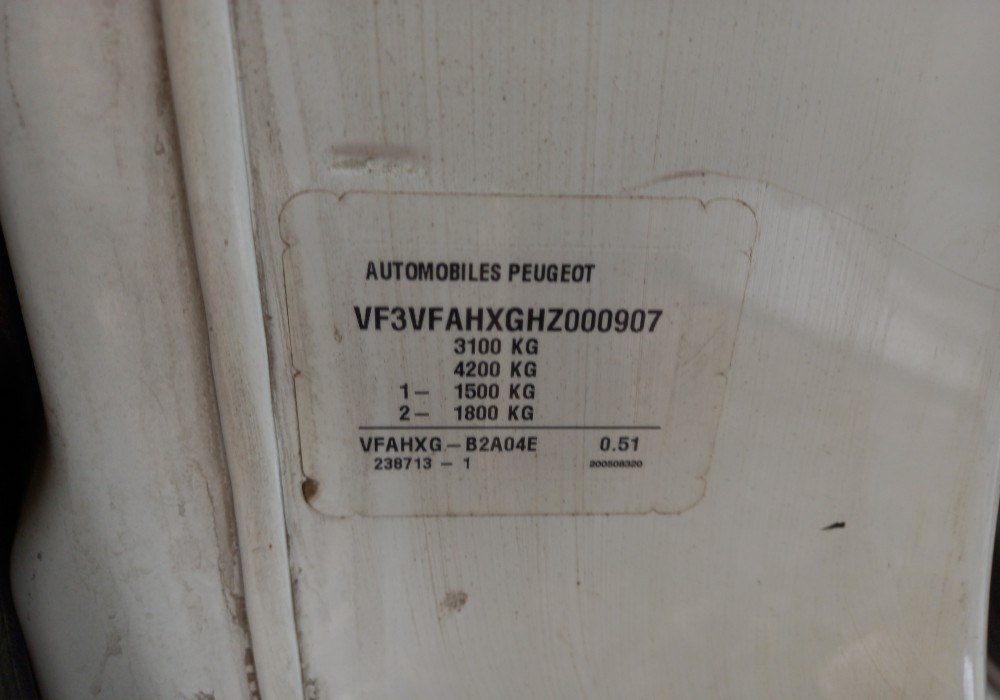 AUTOMOBILES PEUGEOT
VF3VFAHXGHZ000907
3100 KG
4200 KG
1– 1500 KG
2– 1800 KG
VFAHXG–B2A04E 0.51
238713 – 1 200509320